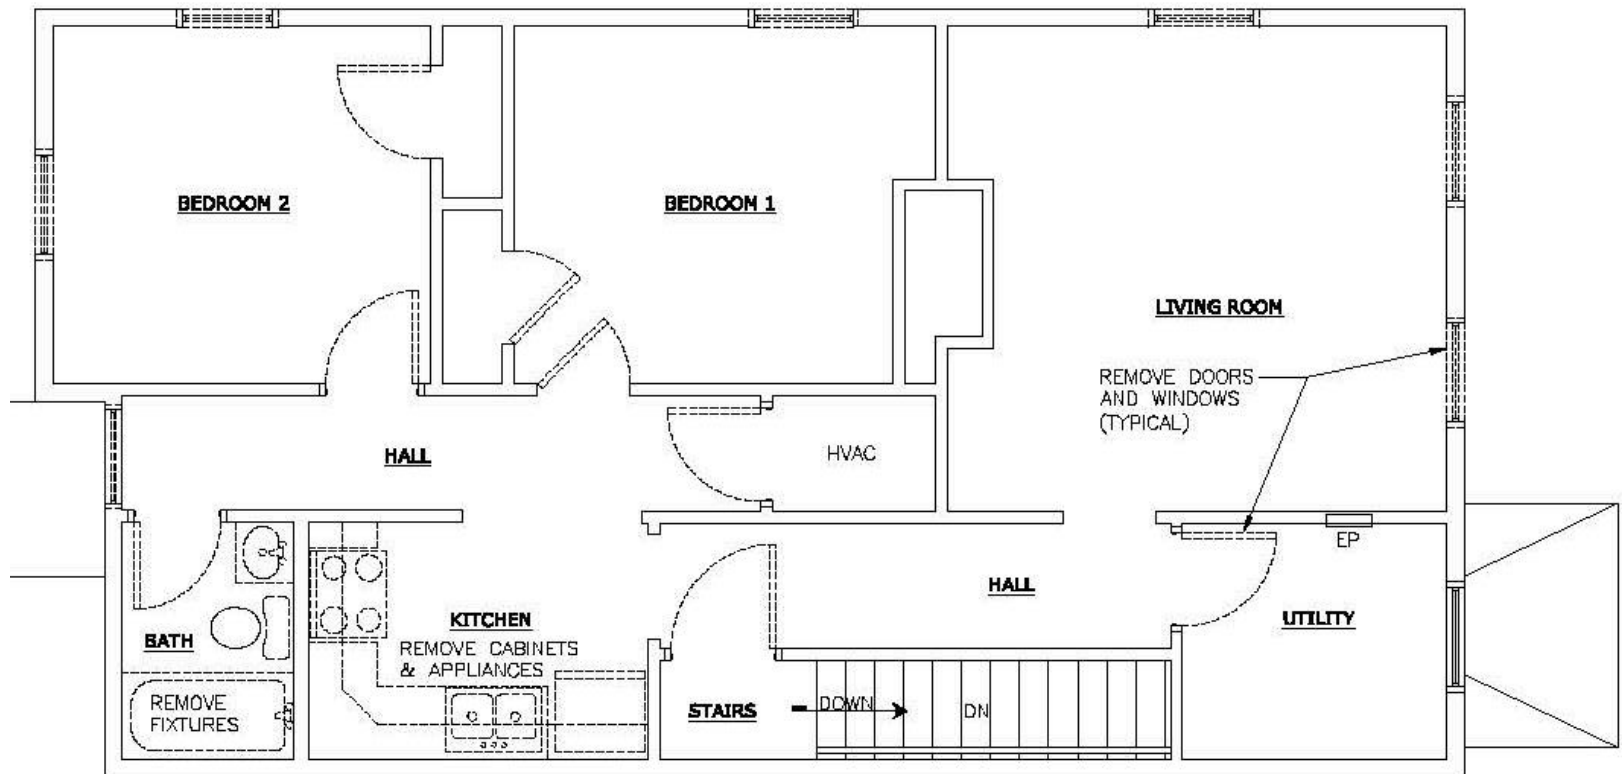 BEDROOM 2
BEDROOM 1
LIVING ROOM
REMOVE DOORS
AND WINDOWS
(TYPICAL)
HALL
HVAC
EP
HALL
KITCHEN
REMOVE CABINETS
& APPLIANCES
UTILITY
BATH
REMOVE
FIXTURES
STAIRS
DOWN
DN